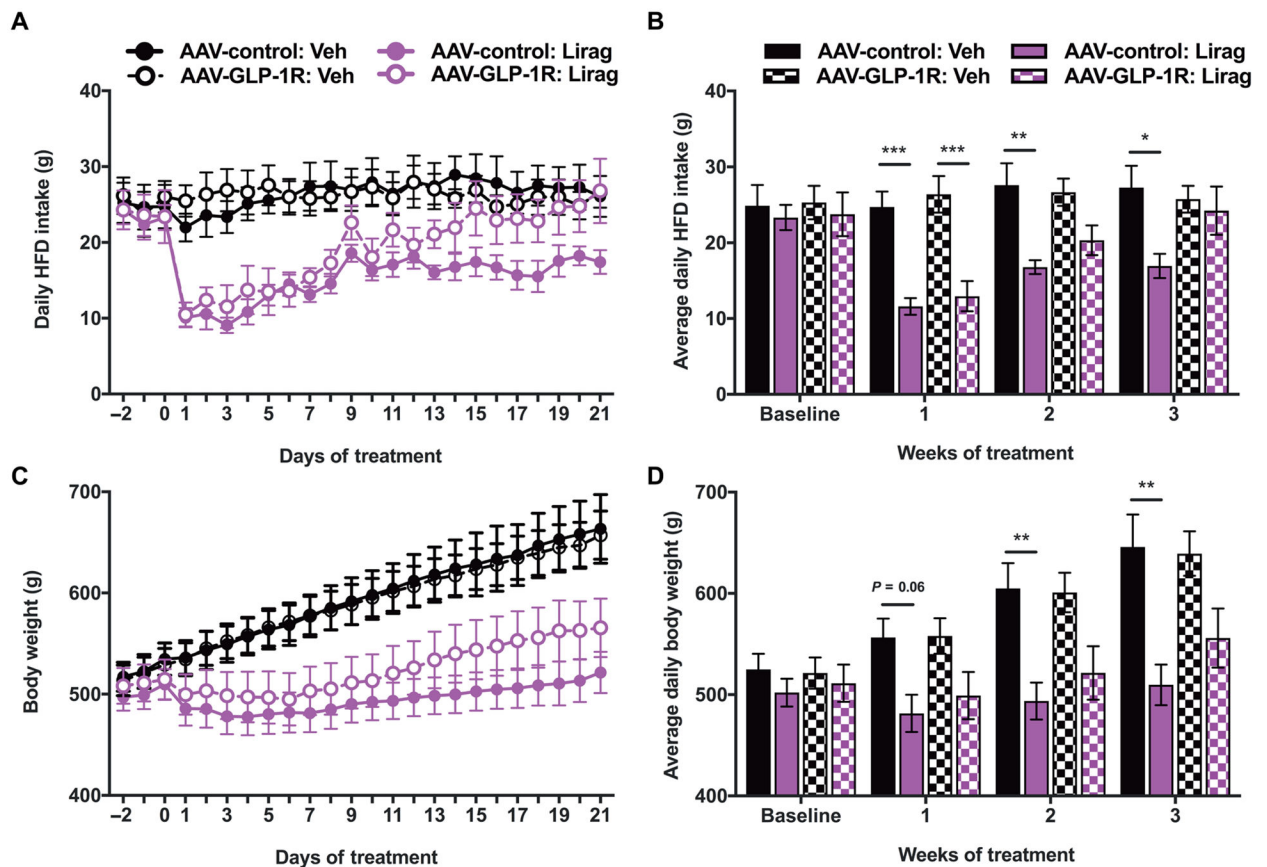 A
AAV-control: Veh
AAV-control: Lirag
AAV-GLP-1R: Veh
AAV-GLP-1R: Lirag
Daily HFD intake (g)
40
30
20
10
0
–2 0 1 3 5 7 9 11 13 15 17 19 21
Days of treatment
B
AAV-control: Veh
AAV-control: Lirag
AAV-GLP-1R: Veh
AAV-GLP-1R: Lirag
Average daily HFD intake (g)
40
30
20
10
0
*** *** ** *
Baseline 1 2 3
Weeks of treatment
C
Body weight (g)
700
600
500
400
–2 0 1 3 5 7 9 11 13 15 17 19 21
Days of treatment
D
Average daily body weight (g)
700
600
500
400
P = 0.06
**
**
Baseline 1 2 3
Weeks of treatment